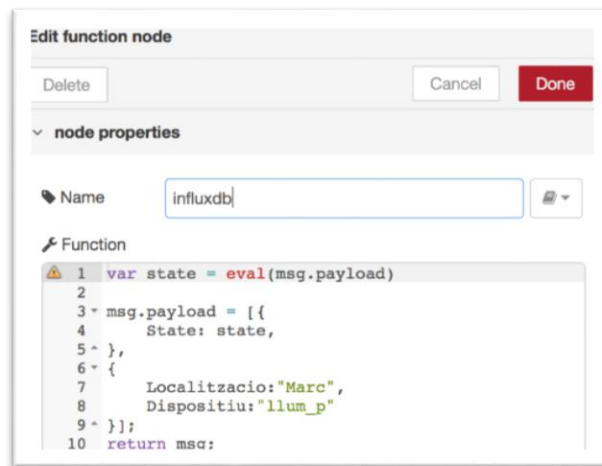 Edit function node
Delete Cancel Done
node properties
Name influxdb
Function
1 var state = eval(msg.payload)
2
3 msg.payload = [{
4 State: state,
5 },
6 {
7 Localitzacio:"Marc",
8 Dispositiu:"llum_p"
9 }];
10 return msg;